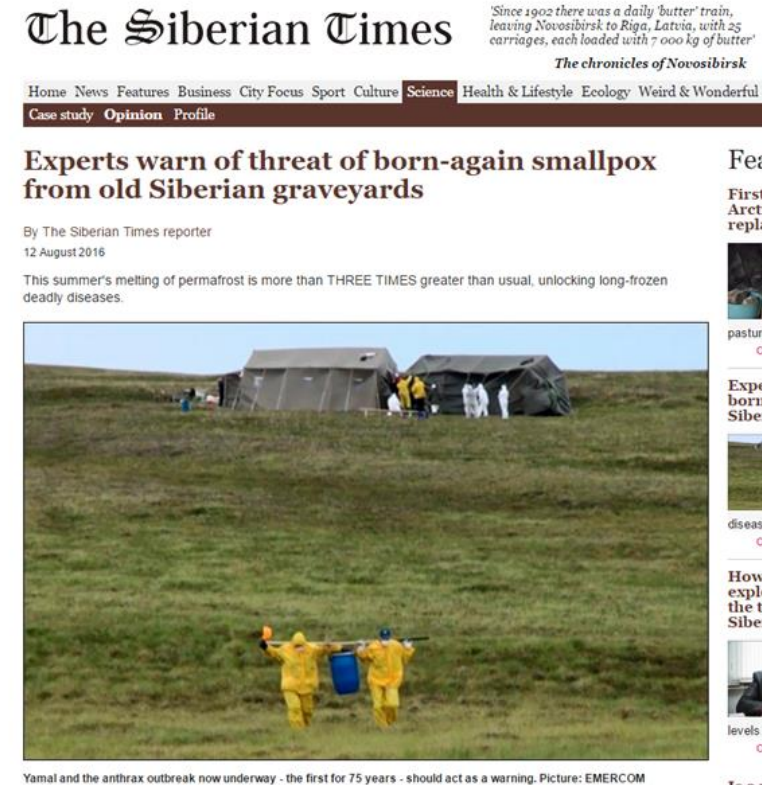 The Siberian Times
'Since 1902 there was a daily 'butter' train,
leaving Novosibirsk to Riga, Latvia, with 25
carriages, each loaded with 7 000 kg of butter'
The chronicles of Novosibirsk
Home News Features Business City Focus Sport Culture Science Health & Lifestyle Ecology Weird & Wonderful
Case study Opinion Profile
Experts warn of threat of born-again smallpox
from old Siberian graveyards
By The Siberian Times reporter
12 August 2016
This summer's melting of permafrost is more than THREE TIMES greater than usual, unlocking long-frozen
deadly diseases.
Yamal and the anthrax outbreak now underway - the first for 75 years - should act as a warning. Picture: EMERCOM
Fea
First
Arct
repla
pastur
Expe
born
Sibe
diseas
How
explo
the t
Sibe
levels